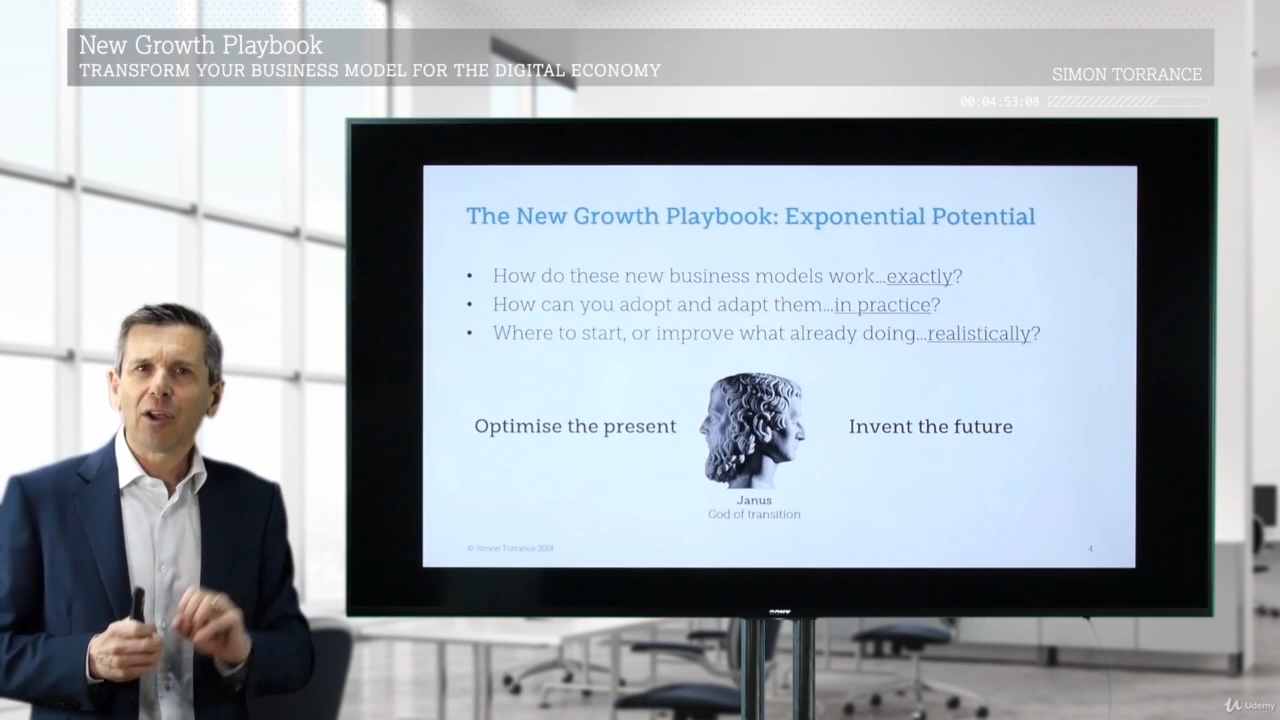 New Growth Playbook
TRANSFORM YOUR BUSINESS MODEL FOR THE DIGITAL ECONOMY
SIMON TORRANCE
00:04:53:08
The New Growth Playbook: Exponential Potential
• How do these new business models work...exactly?
• How can you adopt and adapt them...in practice?
• Where to start, or improve what already doing...realistically?
Optimise the present
Invent the future
Janus
God of transition
© Simon Torrance 2018
4
SONY
Udemy